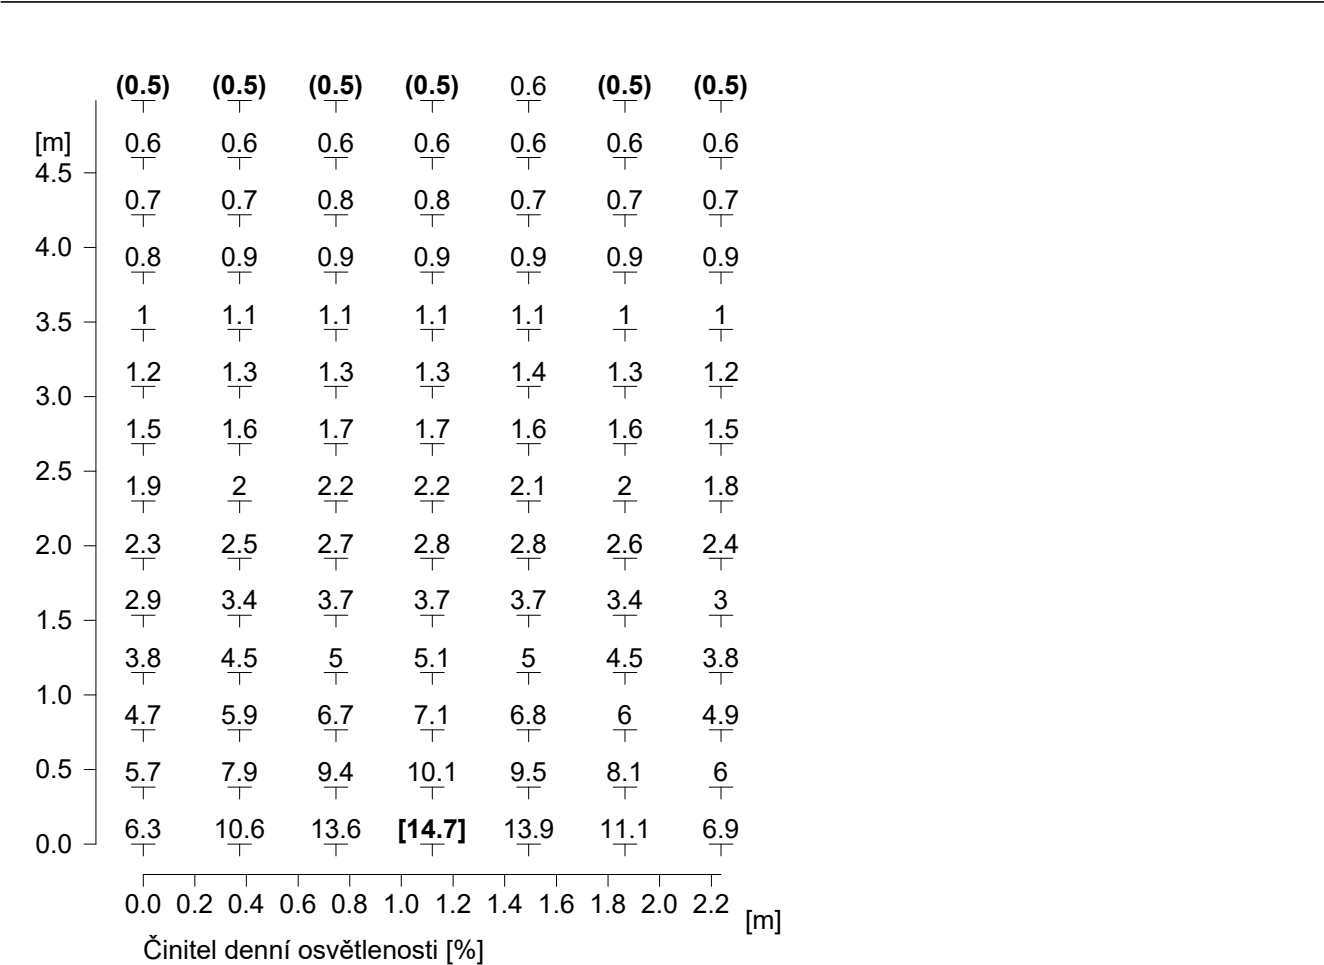 (0.5) (0.5) (0.5) (0.5) 0.6 (0.5) (0.5)
[m] 0.6 0.6 0.6 0.6 0.6 0.6 0.6
4.5
0.7 0.7 0.8 0.8 0.7 0.7 0.7
4.0 0.8 0.9 0.9 0.9 0.9 0.9 0.9
3.5 1 1.1 1.1 1.1 1.1 1 1
1.2 1.3 1.3 1.3 1.4 1.3 1.2
3.0
1.5 1.6 1.7 1.7 1.6 1.6 1.5
2.5
1.9 2 2.2 2.2 2.1 2 1.8
2.0 2.3 2.5 2.7 2.8 2.8 2.6 2.4
2.9 3.4 3.7 3.7 3.7 3.4 3
1.5
3.8 4.5 5 5.1 5 4.5 3.8
1.0
4.7 5.9 6.7 7.1 6.8 6 4.9
0.5 5.7 7.9 9.4 10.1 9.5 8.1 6
6.3 10.6 13.6 [14.7] 13.9 11.1 6.9
0.0
0.0 0.2 0.4 0.6 0.8 1.0 1.2 1.4 1.6 1.8 2.0 2.2 [m]
Činitel denní osvětlenosti [%]